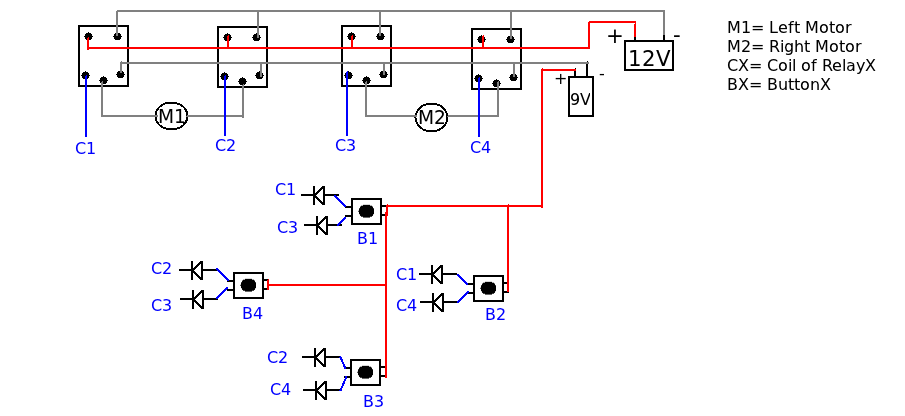 M1= Left Motor
M2= Right Motor
CX= Coil of RelayX
BX= ButtonX
+ -
12V
+ -
9V
M1
M2
C1
C2
C3
C4
C1
C3
B1
C2
C3
B4
C1
C4
B2
C2
C4
B3